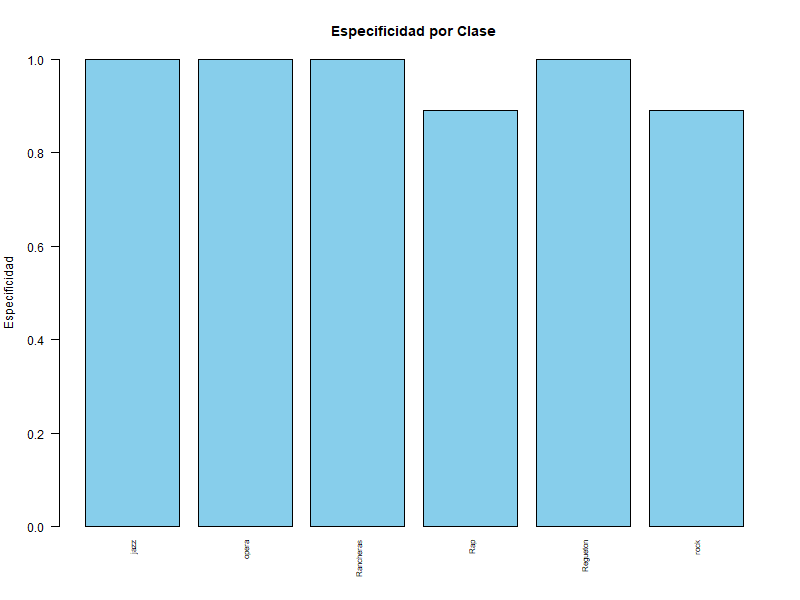 Especificidad por Clase
Especificidad
1.0
0.8
0.6
0.4
0.2
0.0
jazz
opera
Rancheras
Rap
Regueton
rock